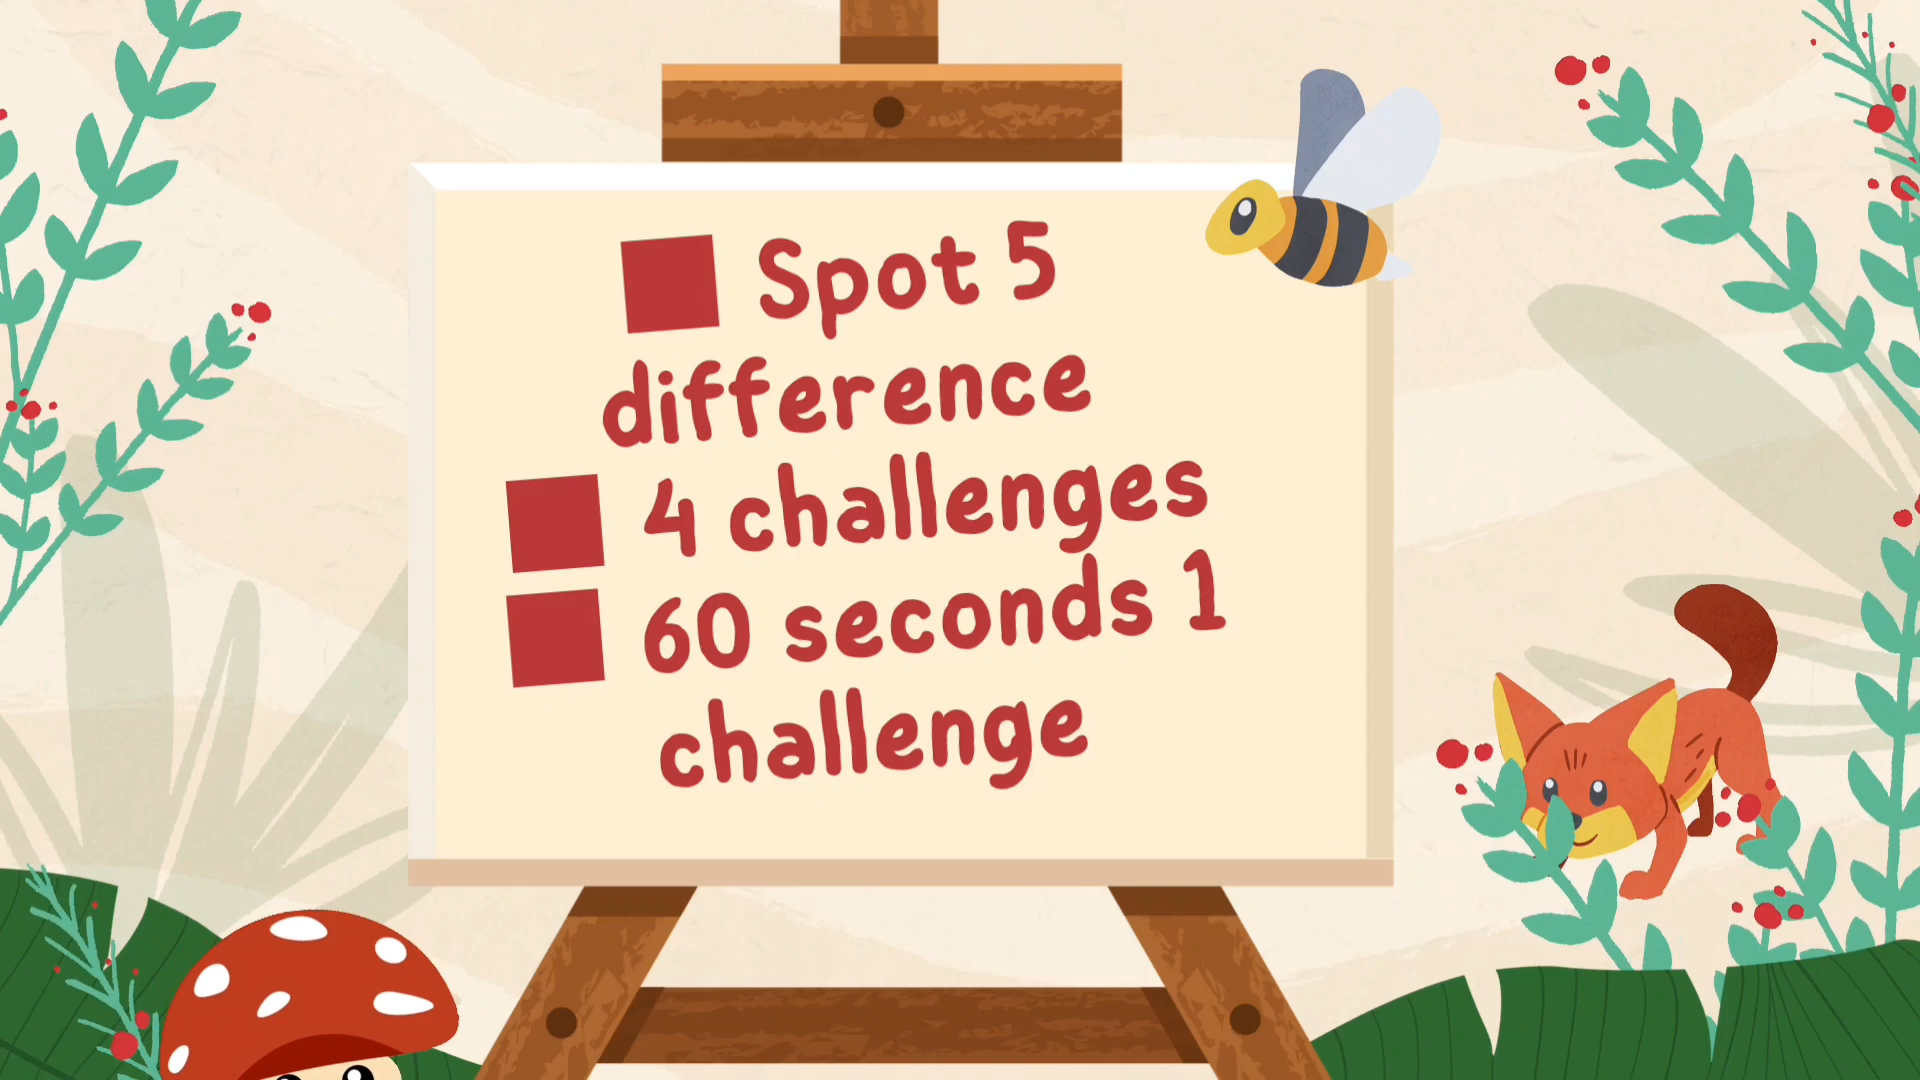 Spot 5
difference
4 challenges
60 seconds 1
challenge